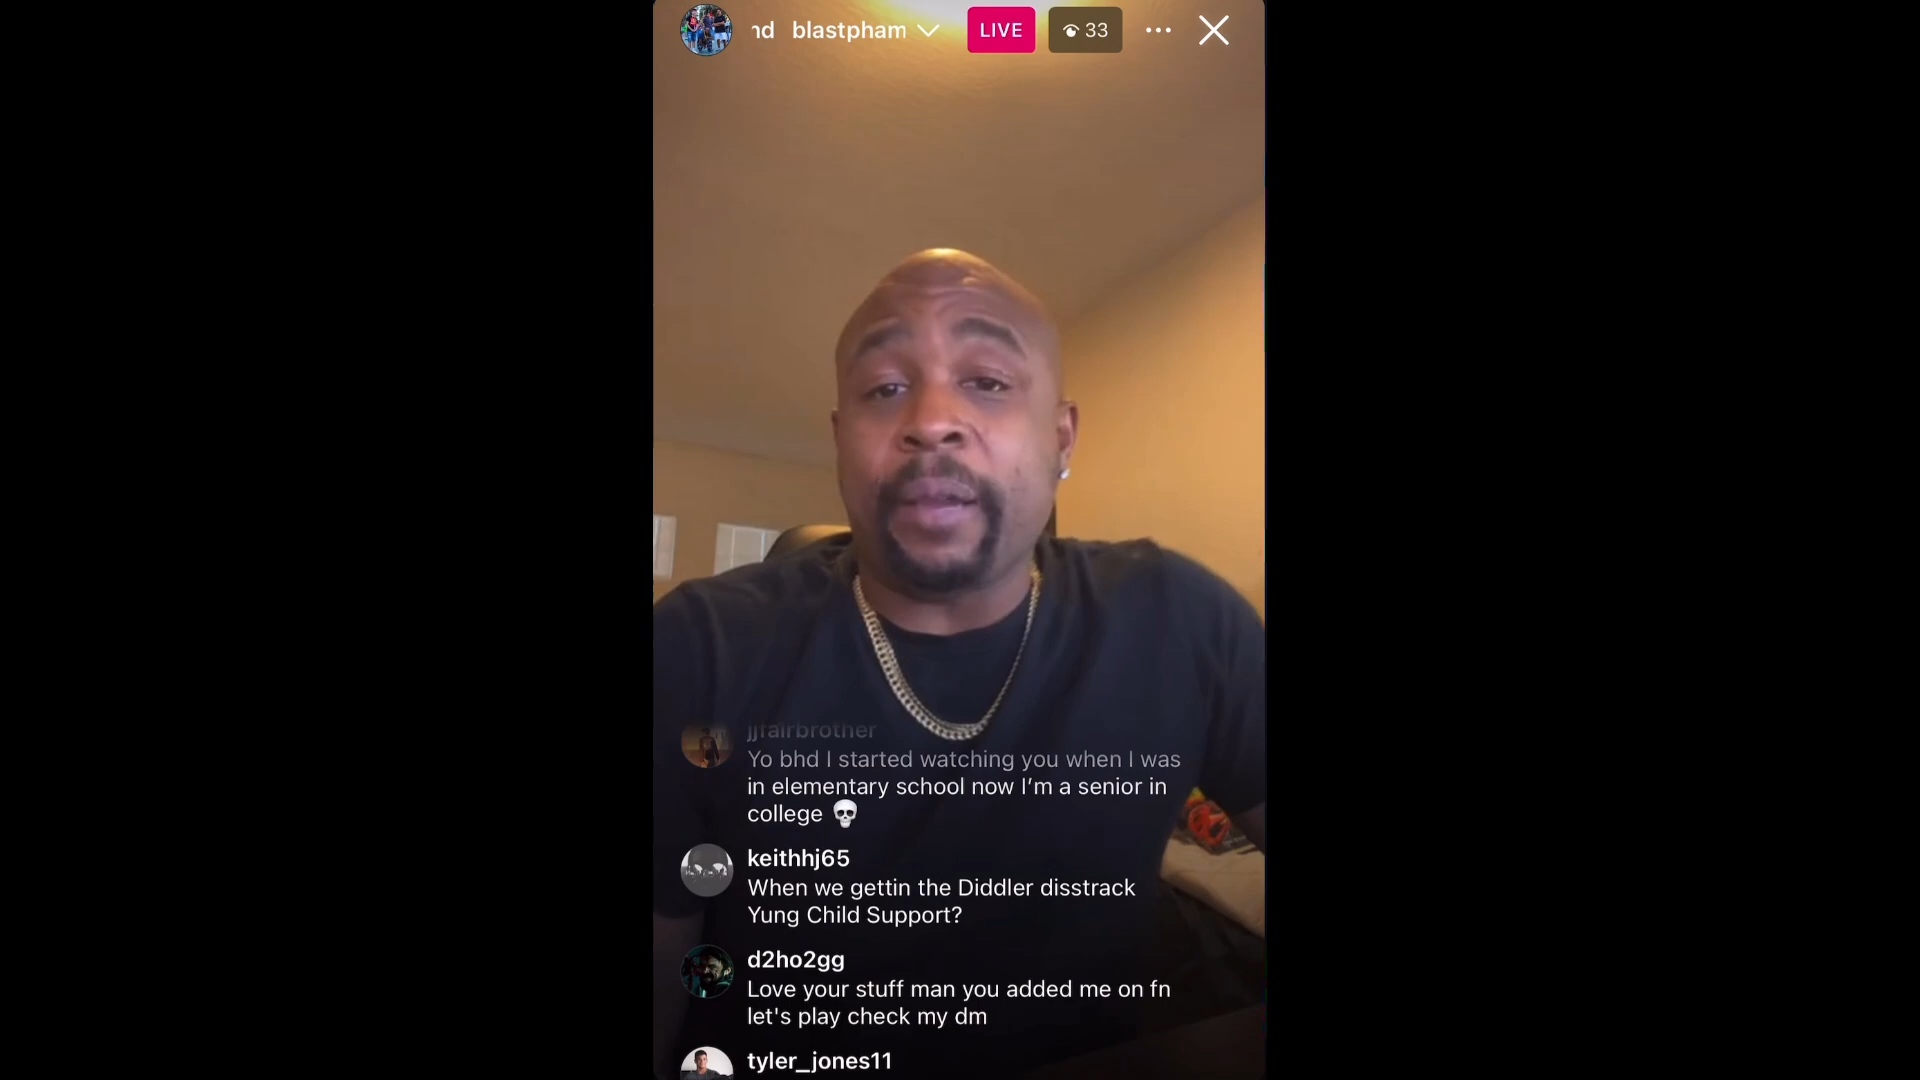 nd blastpham
LIVE
33
jjfairbrother
Yo bhd I started watching you when I was
in elementary school now I’m a senior in
college 💀
keithhj65
When we gettin the Diddler disstrack
Yung Child Support?
d2ho2gg
Love your stuff man you added me on fn
let's play check my dm
tyler_jones11